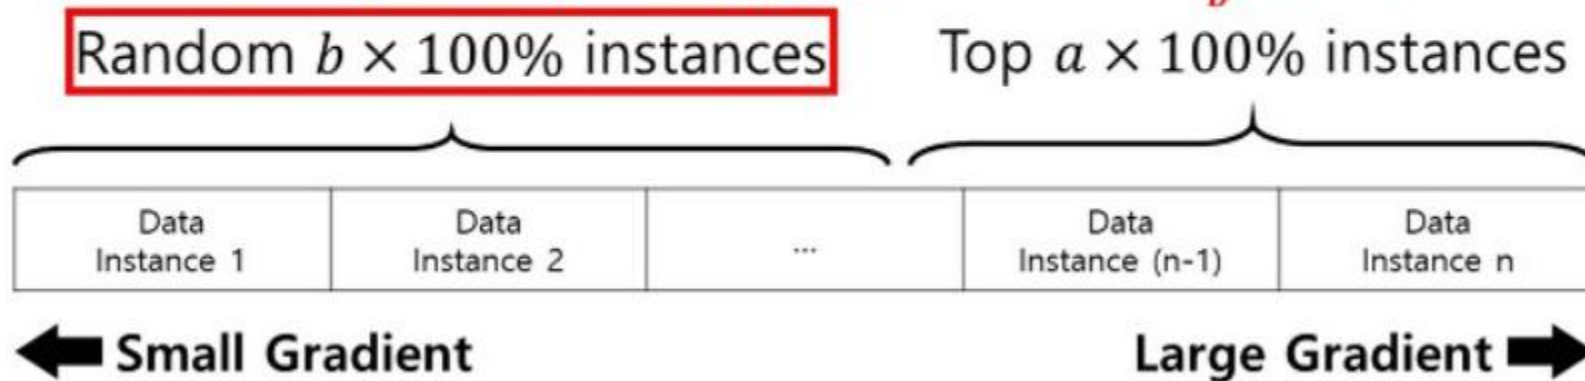 b
Random b × 100% instances
Top a × 100% instances
Data Instance 1
Data Instance 2
...
Data Instance (n-1)
Data Instance n
Small Gradient
Large Gradient